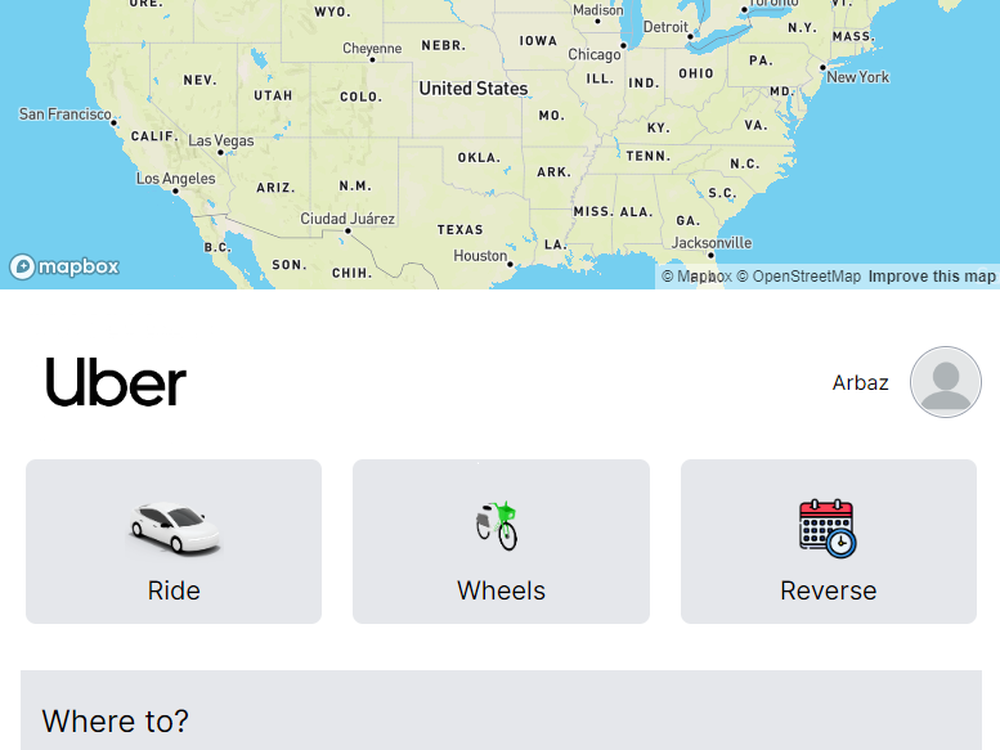 ORE.
WYO.
Madison
Toronto
VT.
Detroit
N.Y.
MASS.
Cheyenne
NEBR.
IOWA
Chicago
PA.
New York
NEV.
UTAH
COLO.
United States
ILL.
IND.
OHIO
MD.
San Francisco
CALIF.
Las Vegas
MO.
KY.
VA.
Los Angeles
ARIZ.
N.M.
OKLA.
ARK.
TENN.
N.C.
S.C.
Ciudad Juárez
TEXAS
MISS.
ALA.
GA.
B.C.
SON.
CHIH.
Houston
LA.
Jacksonville
mapbox
© Mapbox © OpenStreetMap Improve this map
Uber
Arbaz
Ride
Wheels
Reverse
Where to?